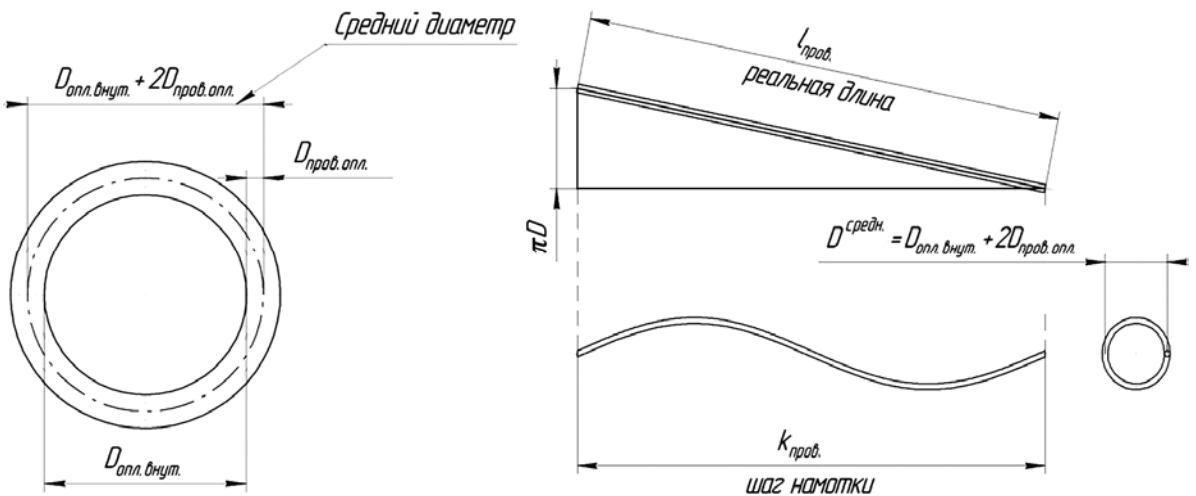 Средний диаметр
Dопл.внут. + 2Dпров.опл.
Dпров.опл.
Dопл.внут.
lпров.
реальная длина
πD
Dсредн. = Dопл.внут. + 2Dпров.опл.
kпров.
шаг намотки